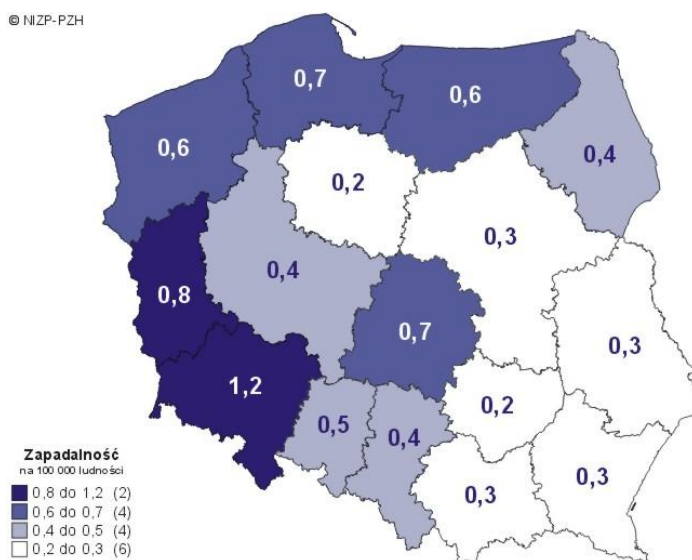 © NIZP-PZH
0,7
0,6
0,6
0,4
0,2
0,3
0,4
0,8
0,7
0,3
1,2
0,2
0,5
0,4
0,3
0,3
Zapadalność
na 100 000 ludności
0,8 do 1,2 (2)
0,6 do 0,7 (4)
0,4 do 0,5 (4)
0,2 do 0,3 (6)